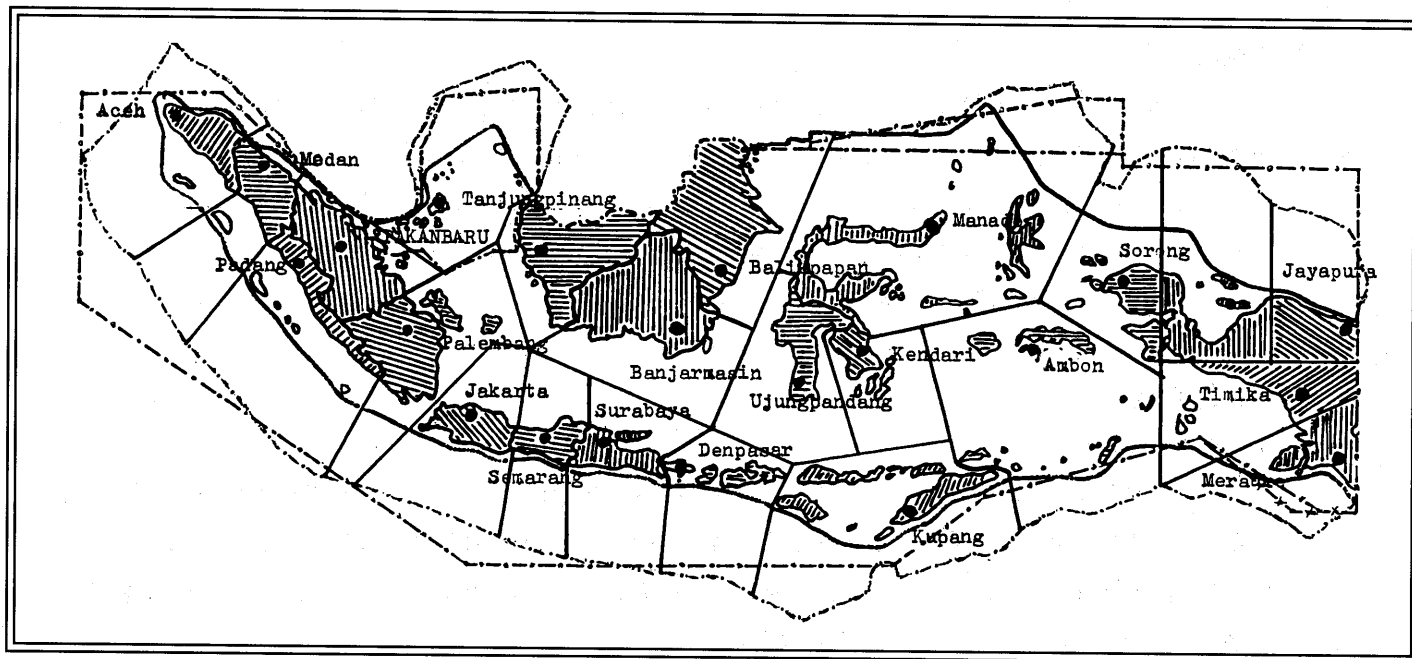 Aceh
Medan
Tanjungpinang
KANBARU
Padang
Palembang
Jakarta
Semarang
Surabaya
Banjarmasin
Balikpapan
Ujungpandang
Denpasar
Manado
Kendari
Ambon
Kupang
Sorong
Jayapura
Timika
Merauke